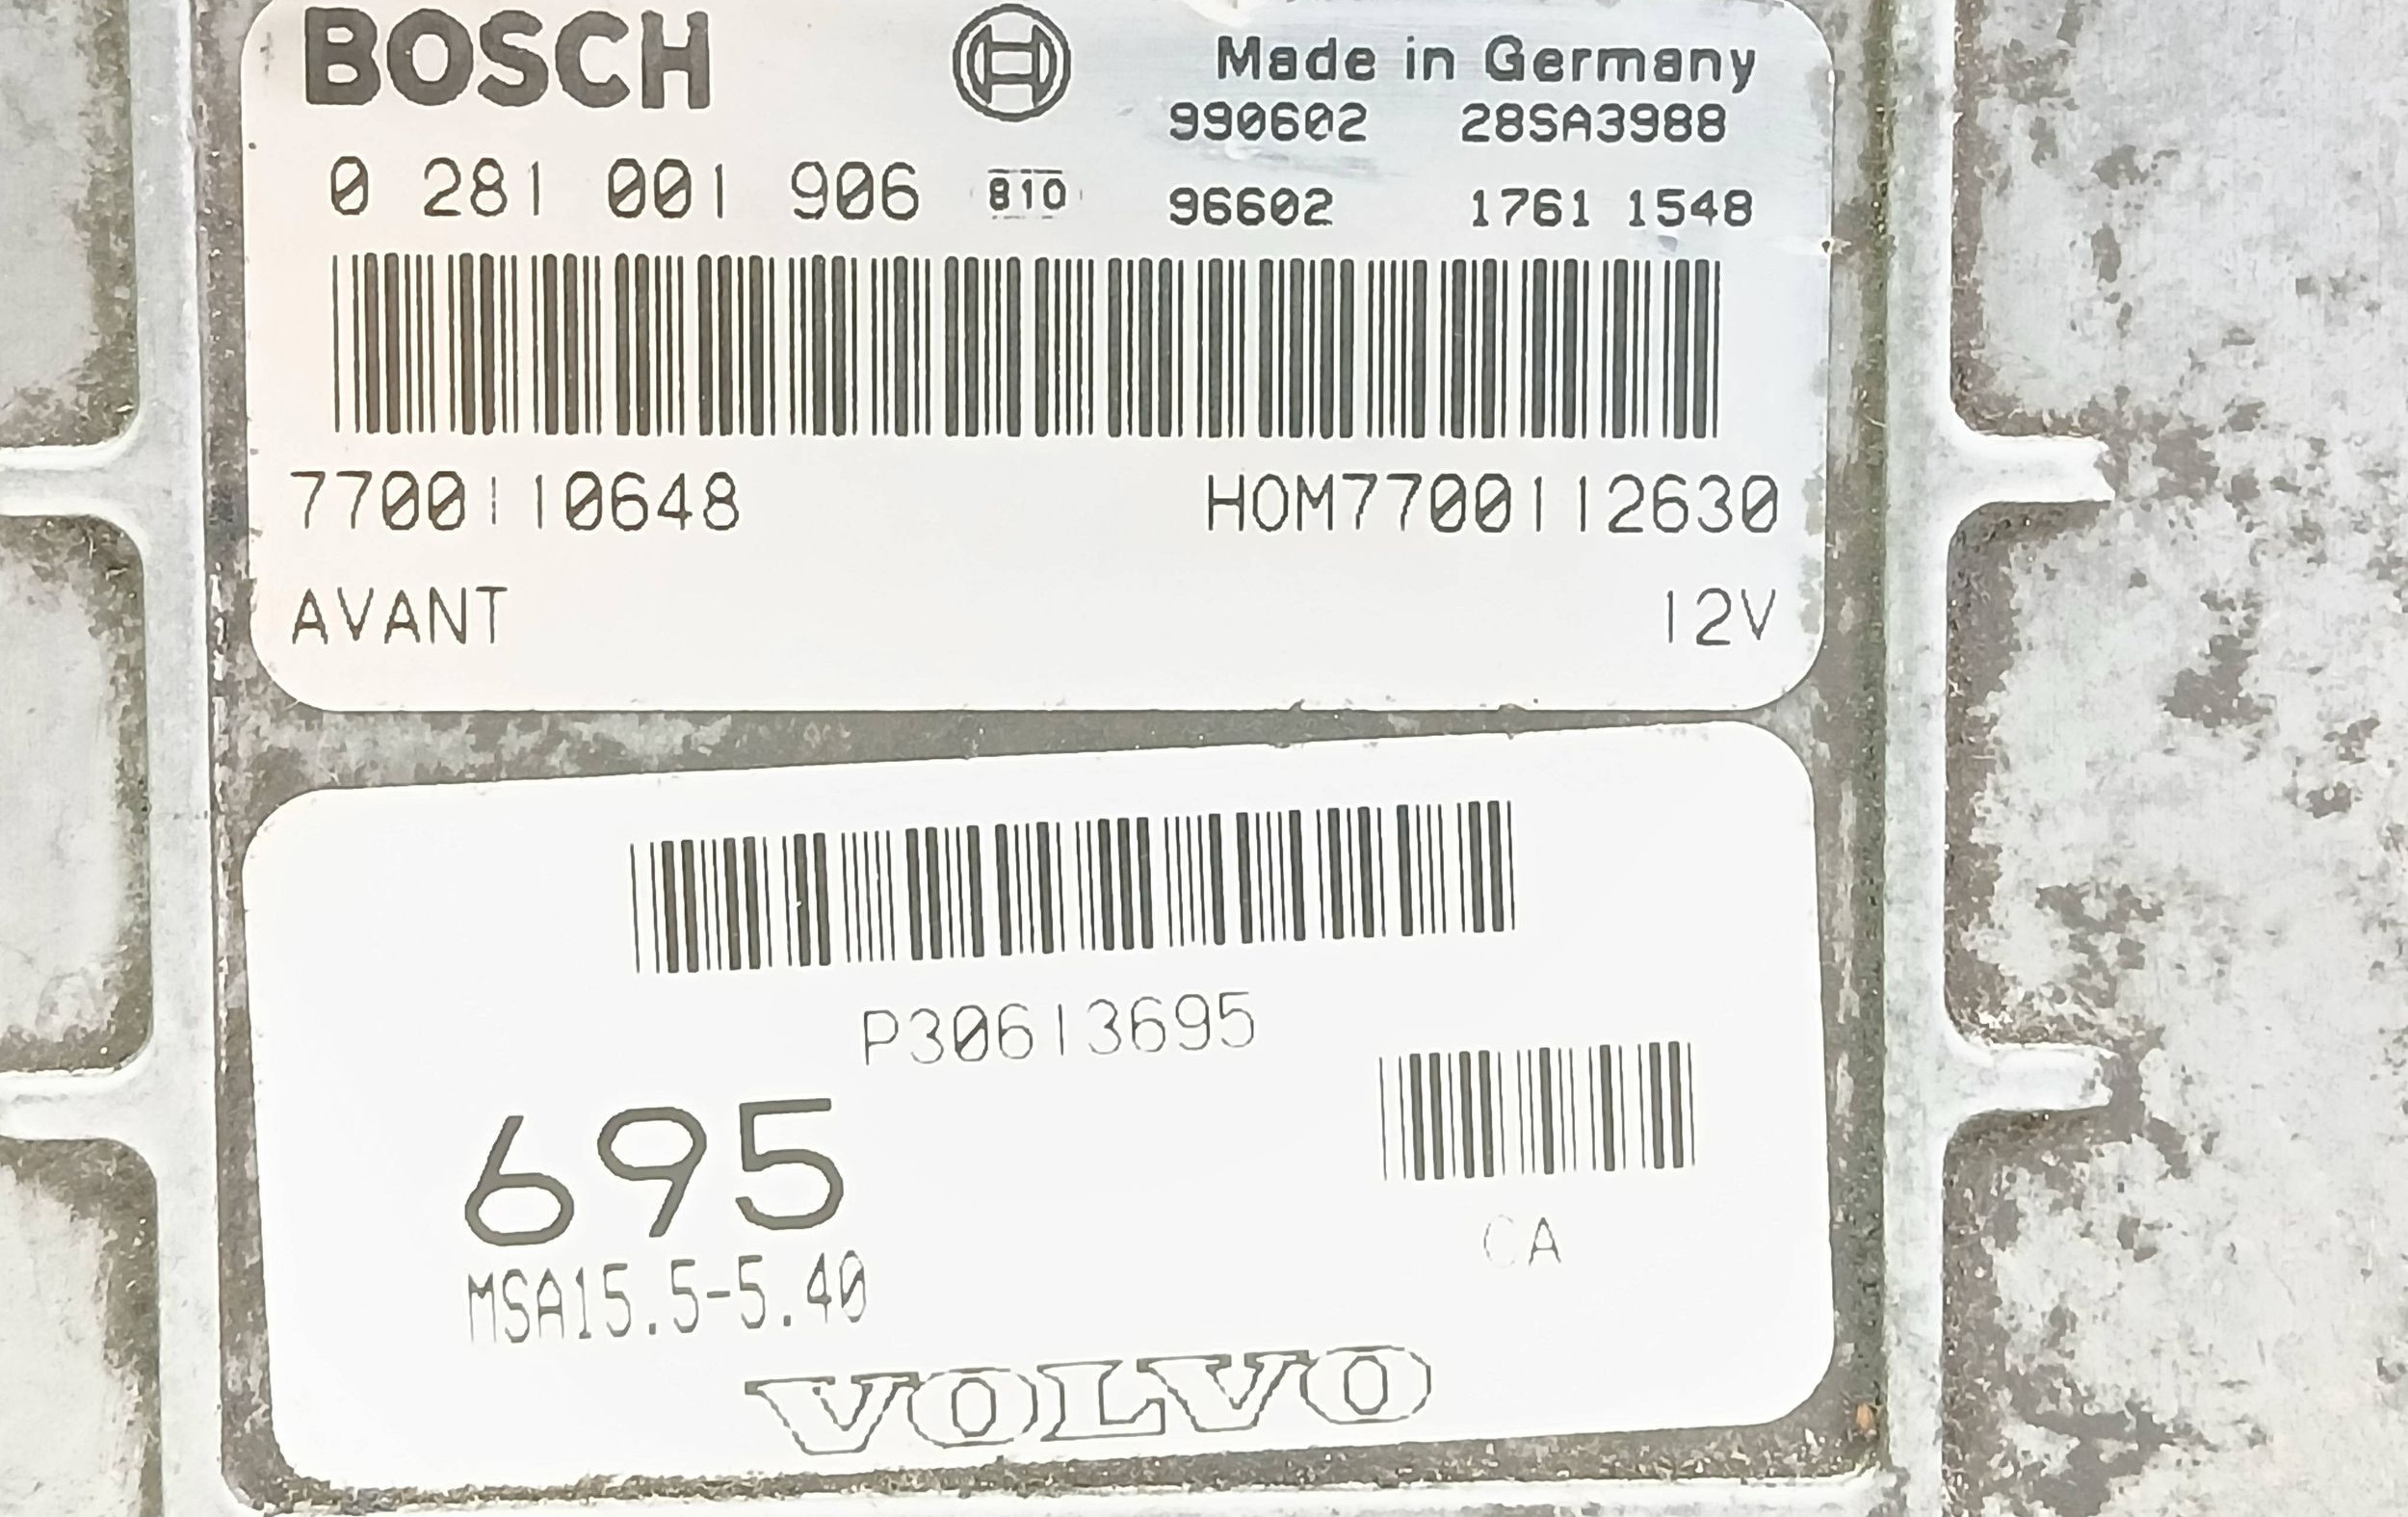 BOSCH
Made in Germany
990602 28SA3988
0 281 001 906 810 96602 1761 1548
7700110648 HOM7700112630
AVANT 12V
P30613695
695
CA
MSA15.5-5.40
VOLVO